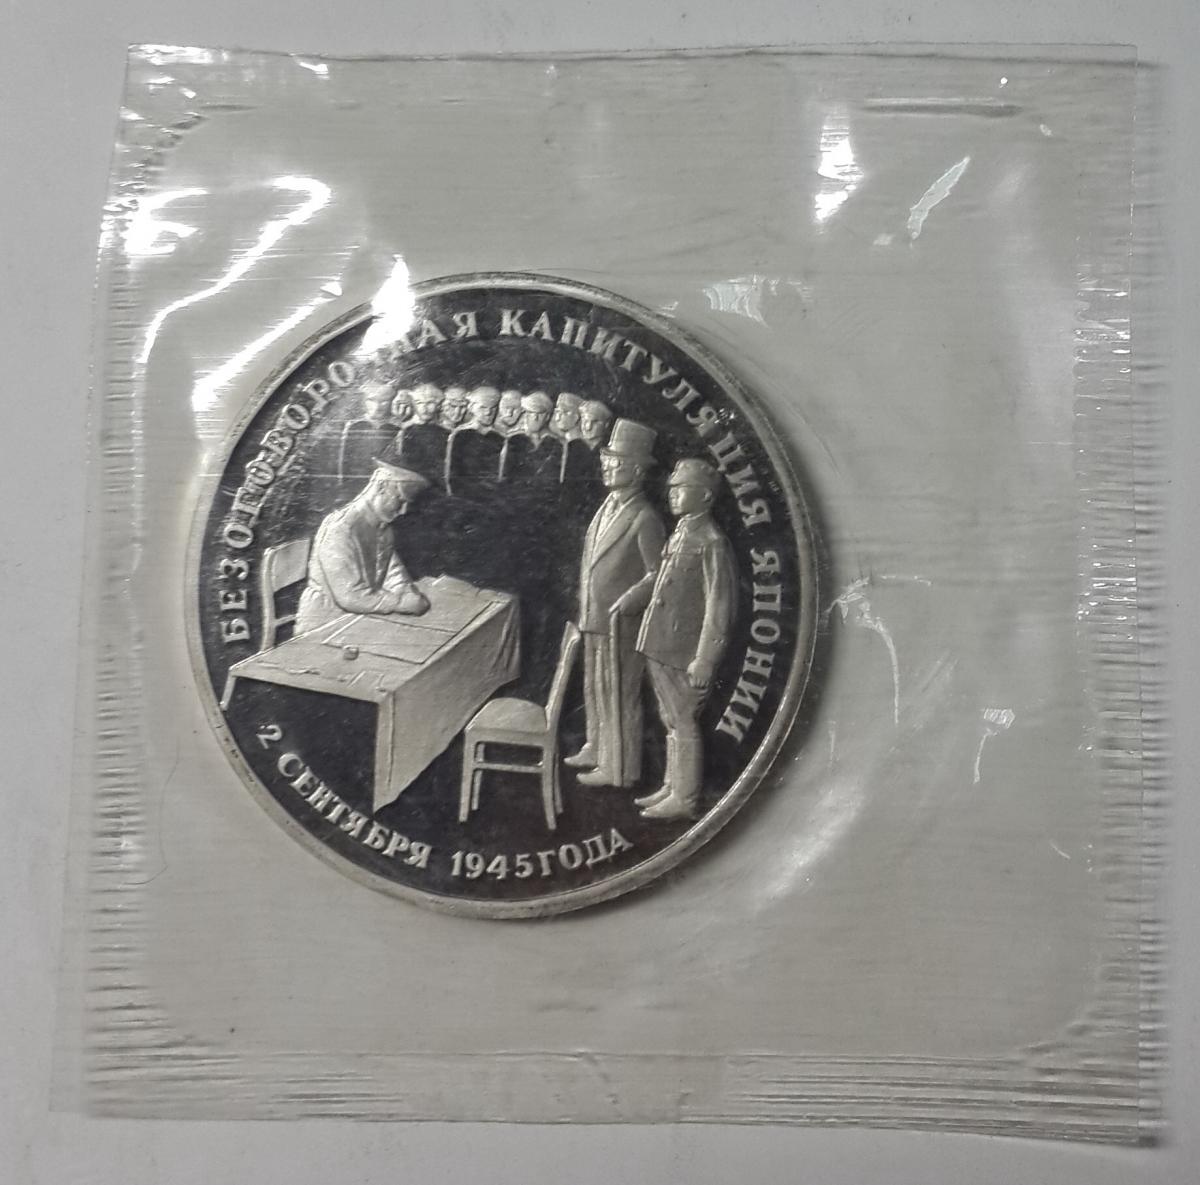 БЕЗОГОВОРОЧНАЯ КАПИТУЛЯЦИЯ ЯПОНИИ
2 СЕНТЯБРЯ 1945 ГОДА